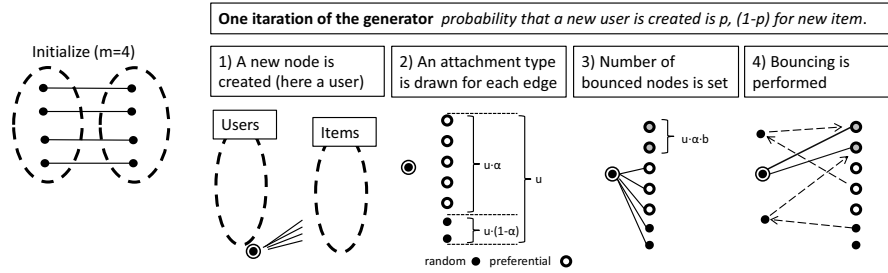 One itaration of the generator probability that a new user is created is p, (1-p) for new item.
Initialize (m=4)
1) A new node is
created (here a user)
2) An attachment type
is drawn for each edge
3) Number of
bounced nodes is set
4) Bouncing is
performed
Users
Items
u·α
u
u·(1-α)
u·α·b
random
preferential